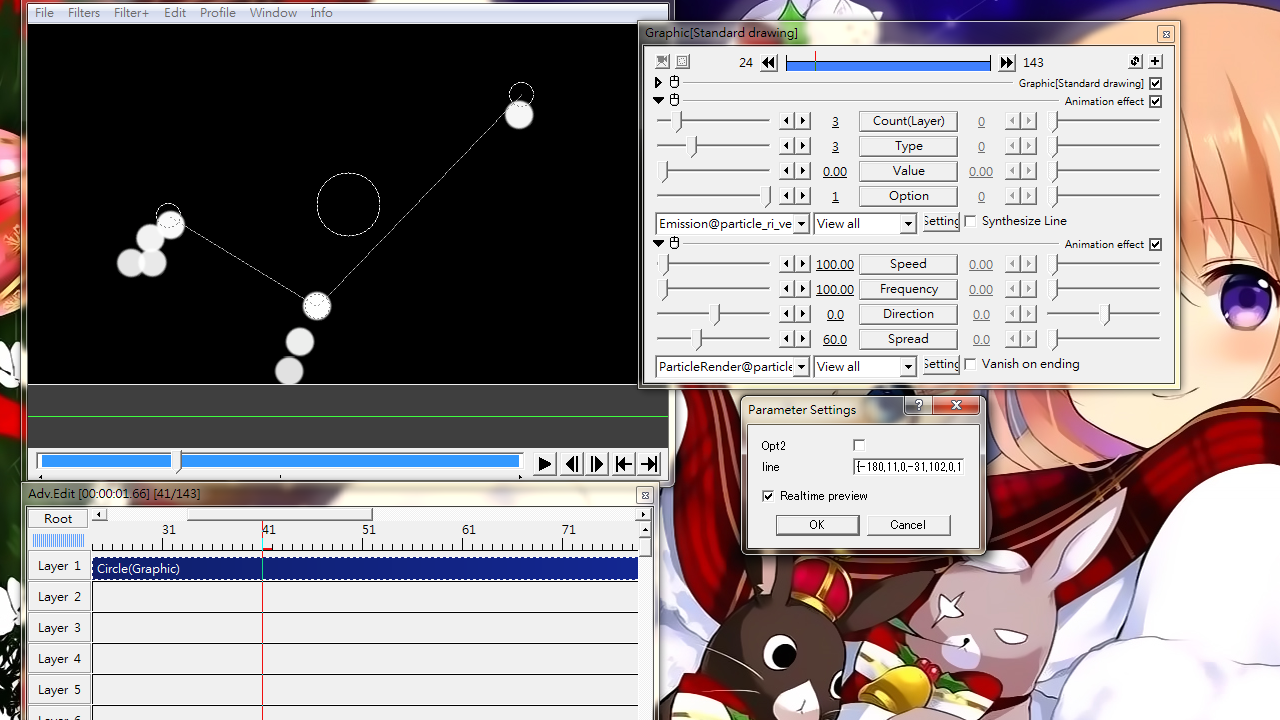 File Filters Filter+ Edit Profile Window Info
Graphic[Standard drawing]
24 143
Graphic[Standard drawing]
Animation effect
3 Count(Layer) 0
3 Type 0
0.00 Value 0.00
1 Option 0
Emission@particle_ri_ve View all Setting Synthesize Line
Animation effect
100.00 Speed 0.00
100.00 Frequency 0.00
0.0 Direction 0.0
60.0 Spread 0.0
ParticleRender@particle View all Setting Vanish on ending
Parameter Settings ?
Opt2
line {-180,11,0,-31,102,0,1
Realtime preview
OK Cancel
Adv.Edit [00:00:01.66] [41/143]
Root
31 41 51 61 71
Layer 1 Circle(Graphic)
Layer 2
Layer 3
Layer 4
Layer 5